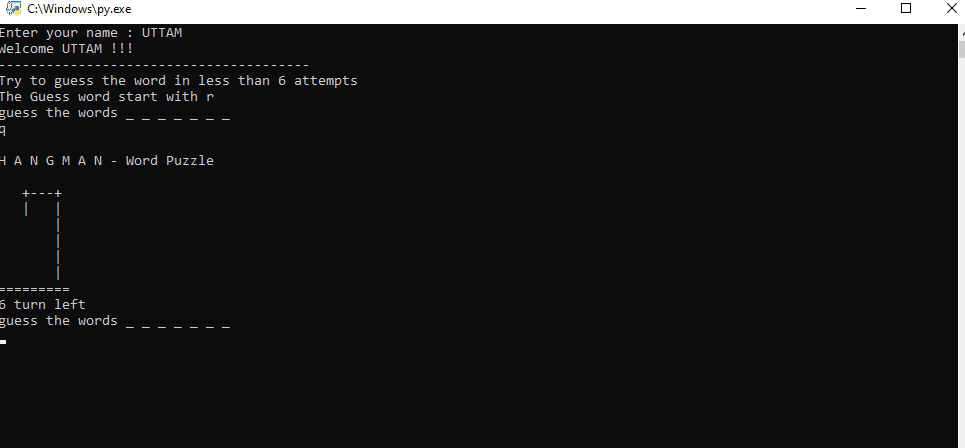 C:\Windows\py.exe
Enter your name : UTTAM
Welcome UTTAM !!!
---------------------------------------
Try to guess the word in less than 6 attempts
The Guess word start with r
guess the words _ _ _ _ _ _ _
q
H A N G M A N - Word Puzzle
   +---+
   |   |
       |
       |
       |
       |
=========
6 turn left
guess the words _ _ _ _ _ _ _